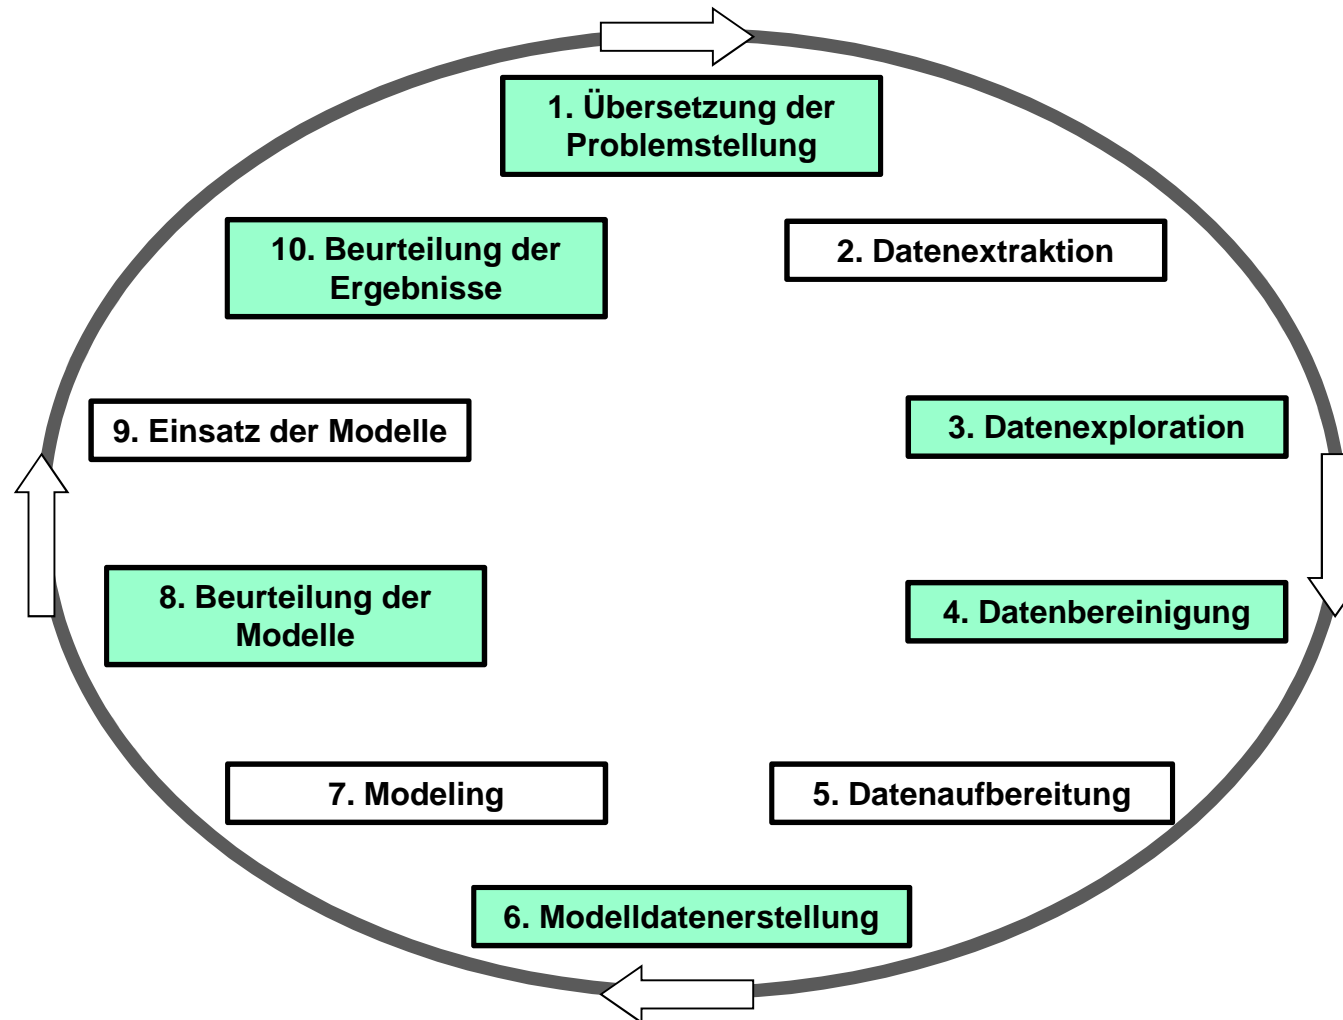 1. Übersetzung der
Problemstellung
2. Datenextraktion
3. Datenexploration
4. Datenbereinigung
5. Datenaufbereitung
6. Modelldatenerstellung
7. Modeling
8. Beurteilung der
Modelle
9. Einsatz der Modelle
10. Beurteilung der
Ergebnisse